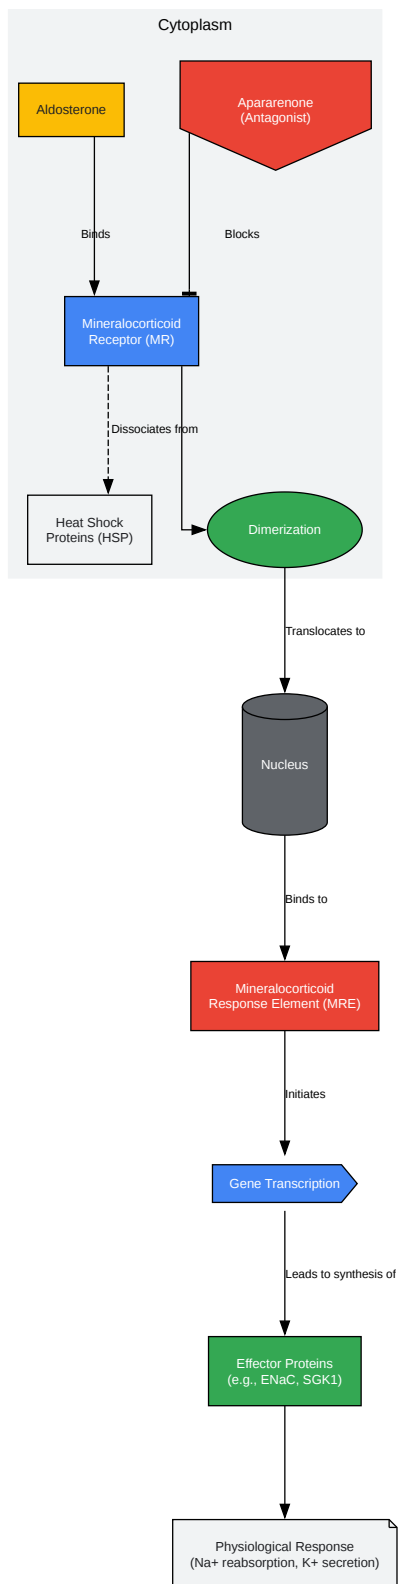 Cytoplasm
Apararenone
(Antagonist)
Aldosterone
Binds
Blocks
Mineralocorticoid
Receptor (MR)
Dissociates from
Heat Shock
Proteins (HSP)
Dimerization
Translocates to
Nucleus
Binds to
Mineralocorticoid
Response Element (MRE)
Initiates
Gene Transcription
Leads to synthesis of
Effector Proteins
(e.g., ENaC, SGK1)
Physiological Response
(Na+ reabsorption, K+ secretion)